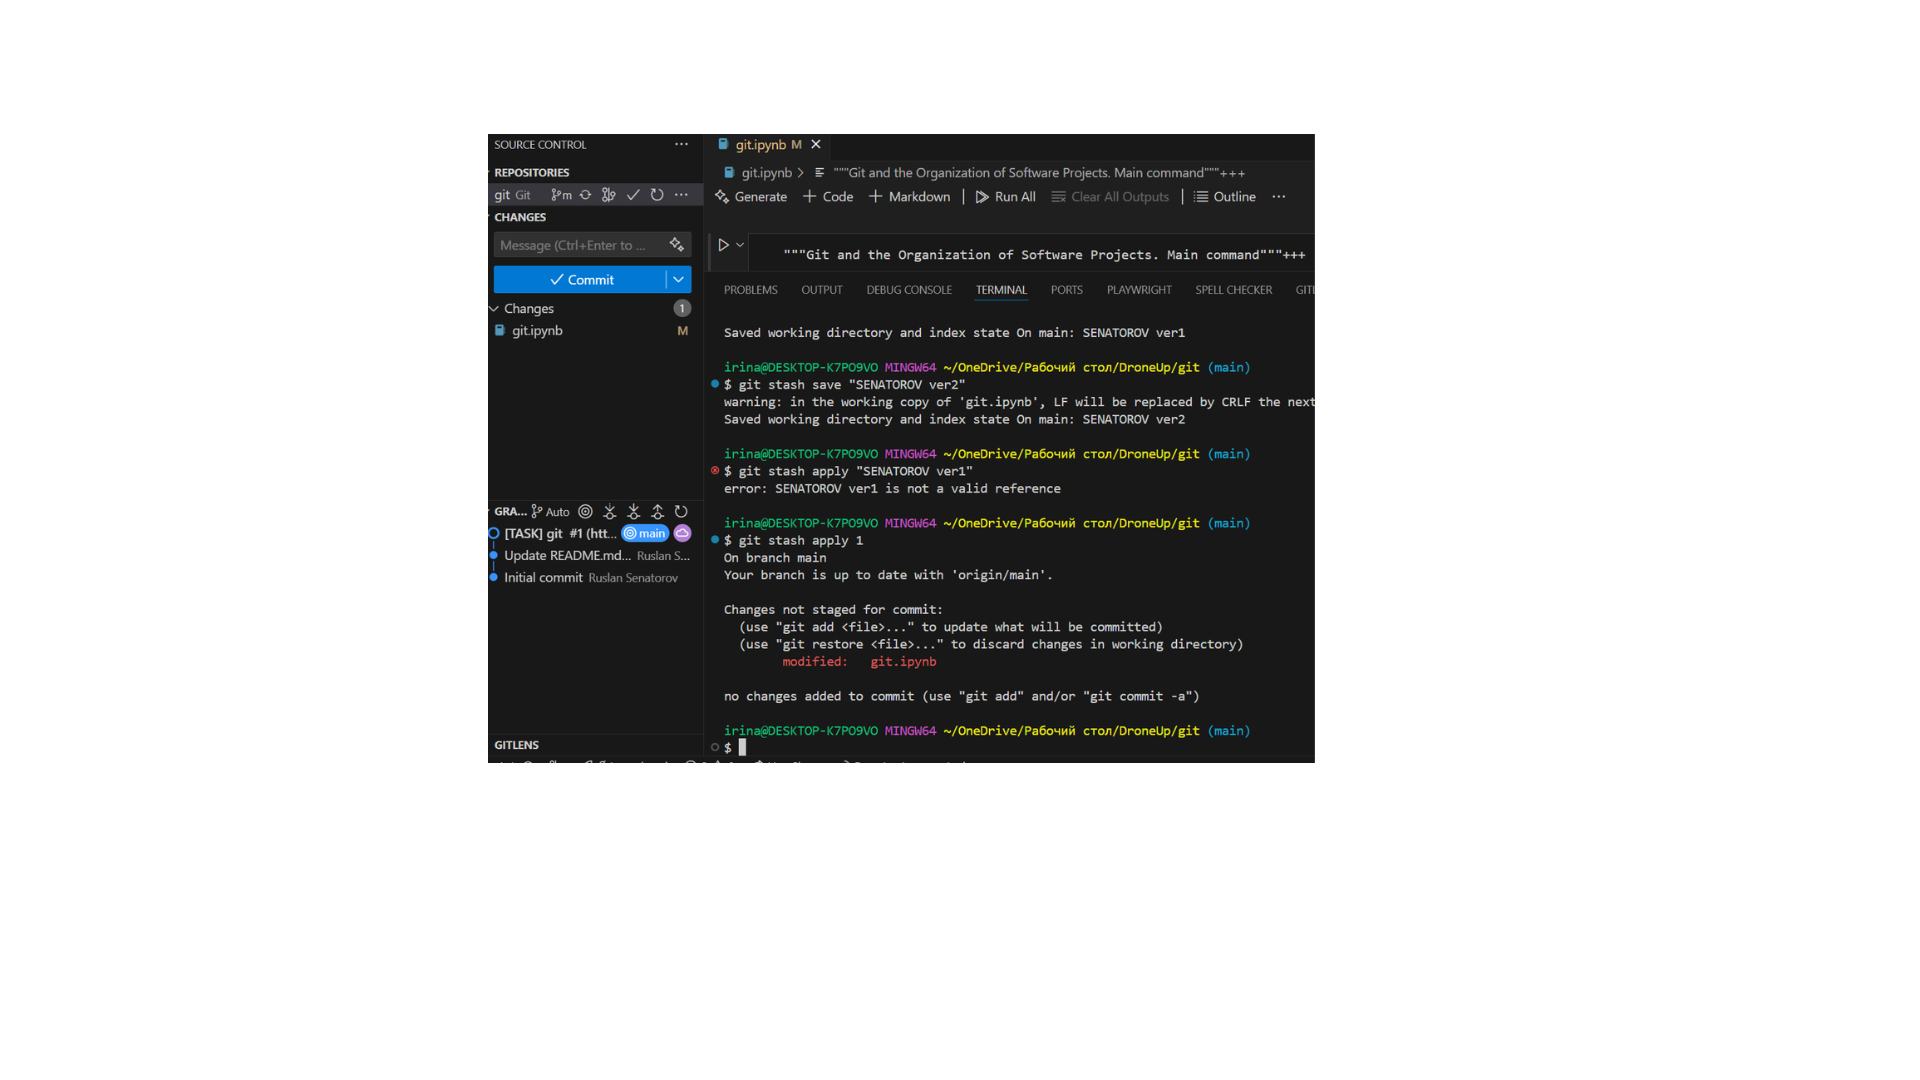 SOURCE CONTROL
REPOSITORIES
git Git m
CHANGES
Message (Ctrl+Enter to ...
Commit
Changes 1
git.ipynb M
GRA... Auto
[TASK] git #1 (htt... main
Update README.md... Ruslan S...
Initial commit Ruslan Senatorov
GITLENS
git.ipynb M
git.ipynb > """Git and the Organization of Software Projects. Main command"""+++
Generate + Code + Markdown | Run All Clear All Outputs | Outline ...
"""Git and the Organization of Software Projects. Main command"""+++
PROBLEMS OUTPUT DEBUG CONSOLE TERMINAL PORTS PLAYWRIGHT SPELL CHECKER
Saved working directory and index state On main: SENATOROV ver1
irina@DESKTOP-K7PO9VO MINGW64 ~/OneDrive/Рабочий стол/DroneUp/git (main)
$ git stash save "SENATOROV ver2"
warning: in the working copy of 'git.ipynb', LF will be replaced by CRLF the next
Saved working directory and index state On main: SENATOROV ver2
irina@DESKTOP-K7PO9VO MINGW64 ~/OneDrive/Рабочий стол/DroneUp/git (main)
$ git stash apply "SENATOROV ver1"
error: SENATOROV ver1 is not a valid reference
irina@DESKTOP-K7PO9VO MINGW64 ~/OneDrive/Рабочий стол/DroneUp/git (main)
$ git stash apply 1
On branch main
Your branch is up to date with 'origin/main'.
Changes not staged for commit:
(use "git add <file>..." to update what will be committed)
(use "git restore <file>..." to discard changes in working directory)
modified: git.ipynb
no changes added to commit (use "git add" and/or "git commit -a")
irina@DESKTOP-K7PO9VO MINGW64 ~/OneDrive/Рабочий стол/DroneUp/git (main)
$